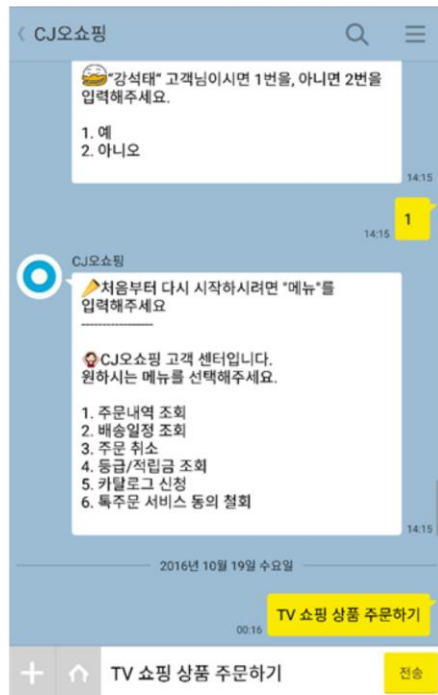 CJ오쇼핑
"강석태" 고객님이시면 1번을, 아니면 2번을
입력해주세요.
1. 예
2. 아니오
14:15
1
14:15
CJ오쇼핑
처음부터 다시 시작하시려면 "메뉴"를
입력해주세요
------------------
CJ오쇼핑 고객 센터입니다.
원하시는 메뉴를 선택해주세요.
1. 주문내역 조회
2. 배송일정 조회
3. 주문 취소
4. 등급/적립금 조회
5. 카탈로그 신청
6. 톡주문 서비스 동의 철회
14:15
2016년 10월 19일 수요일
TV 쇼핑 상품 주문하기
00:16
TV 쇼핑 상품 주문하기
전송